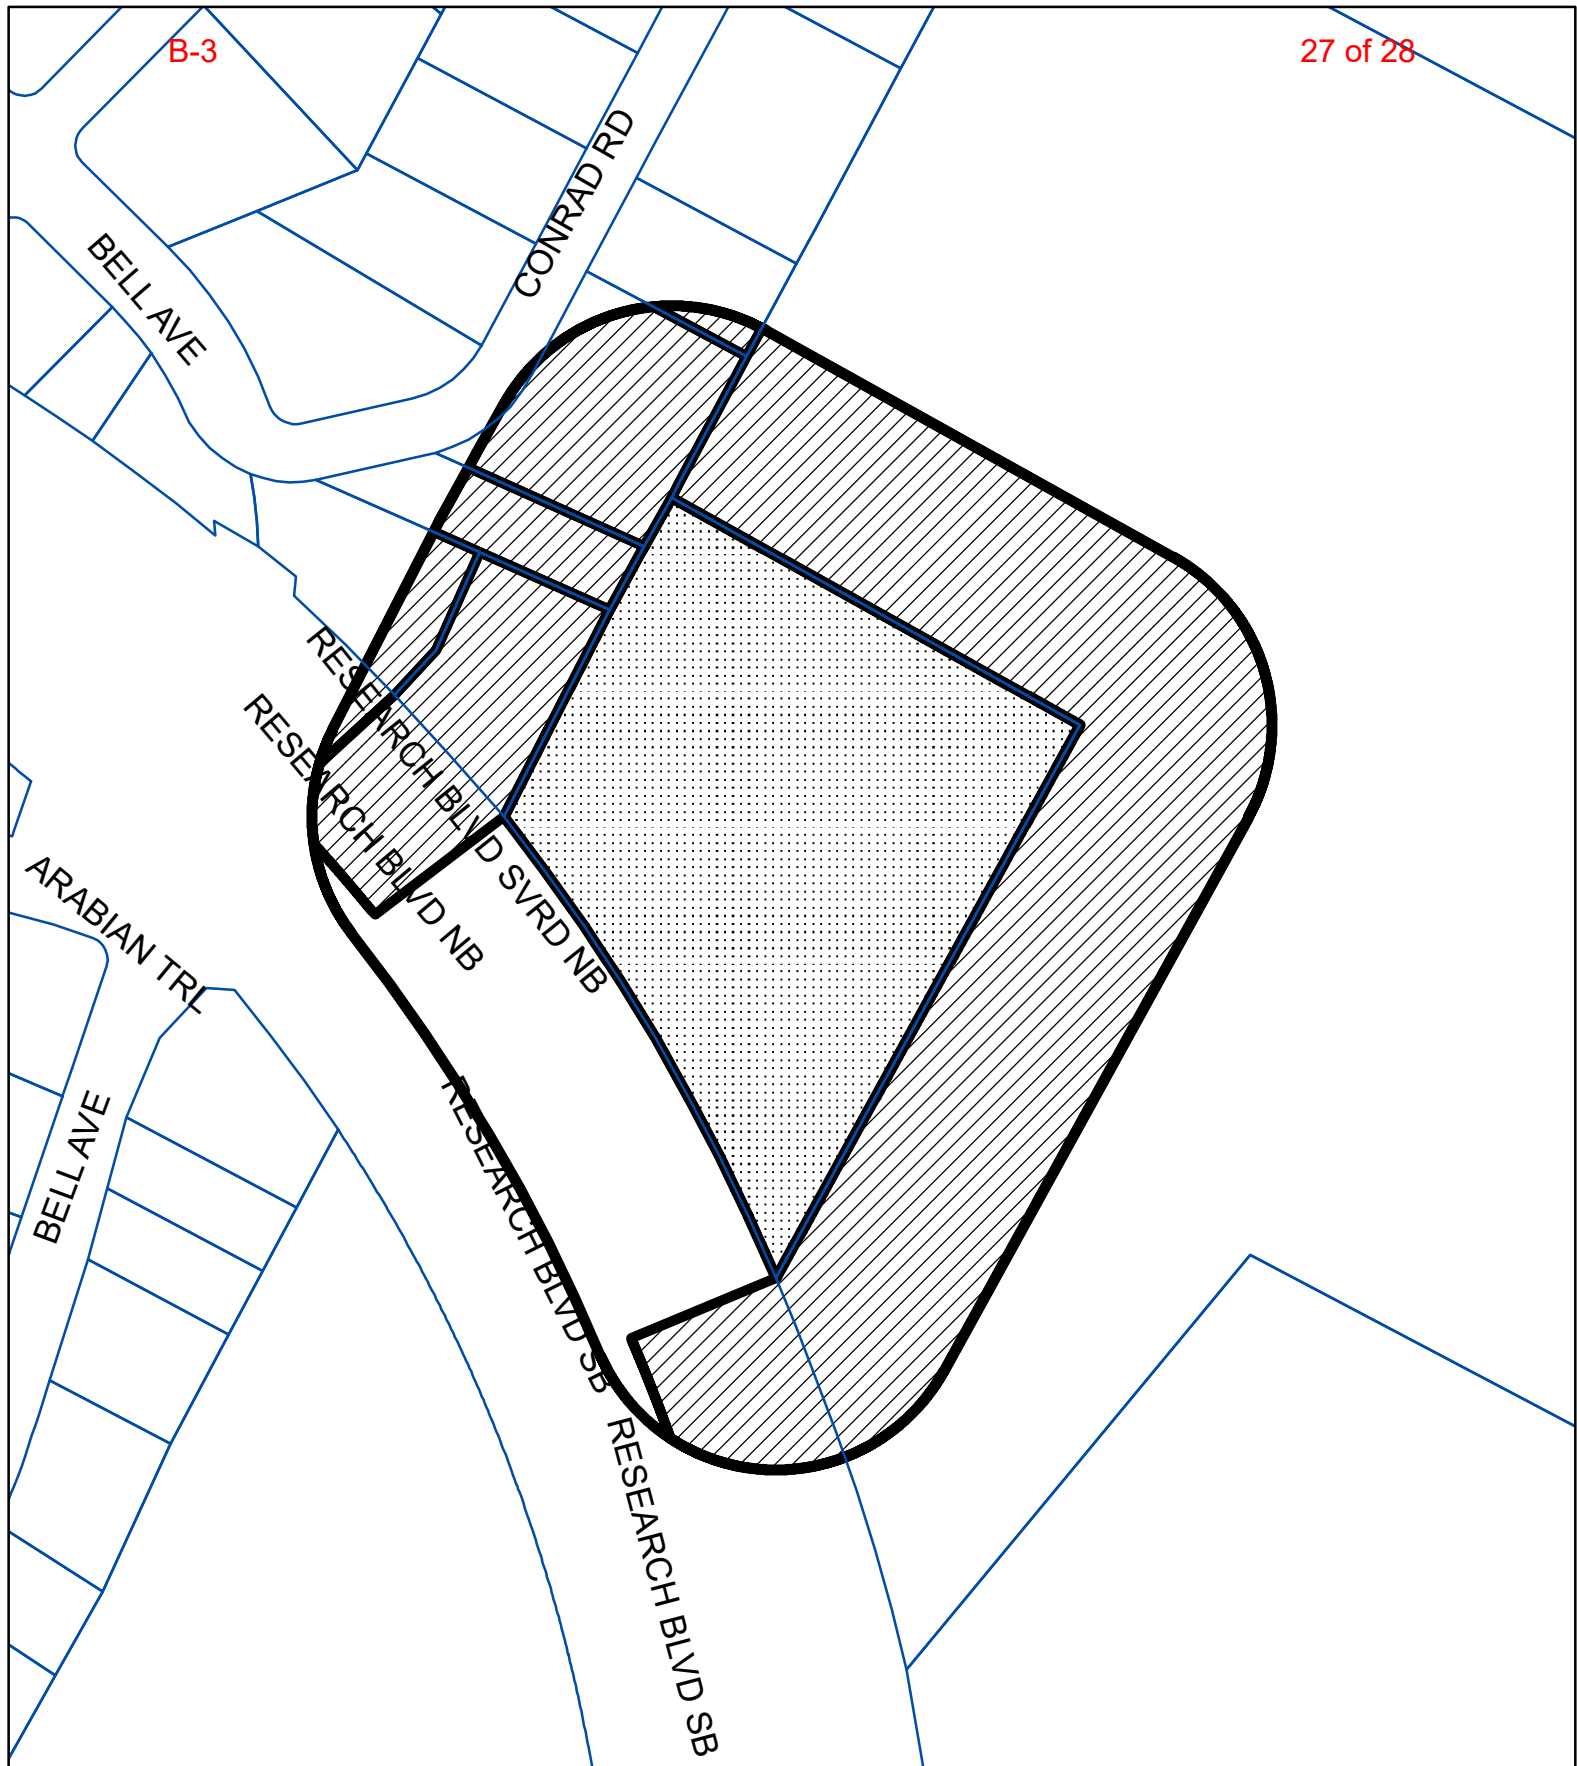 B-3
27 of 28
CONRAD RD
BELL AVE
RESEARCH BLVD SVRD NB
RESEARCH BLVD NB
ARABIAN TRL
BELL AVE
RESEARCH BLVD SB
RESEARCH BLVD SB